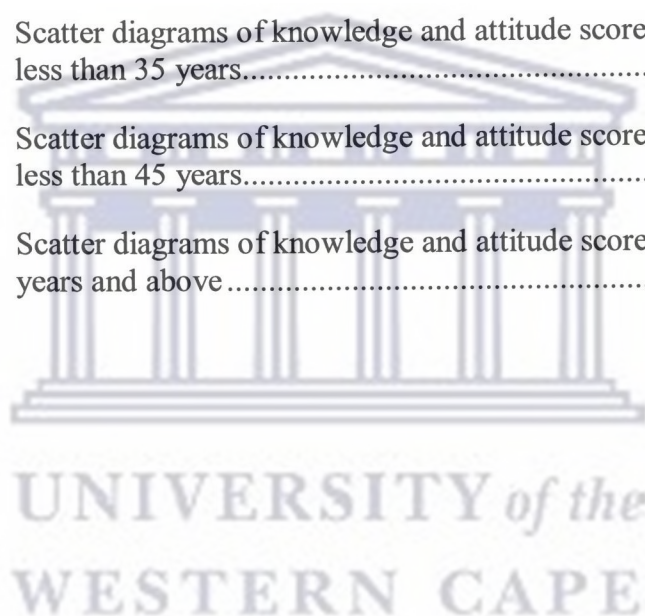 Scatter diagrams of knowledge and attitude score
less than 35 years..........................................................
Scatter diagrams of knowledge and attitude score
less than 45 years..........................................................
Scatter diagrams of knowledge and attitude score
years and above ............................................................
UNIVERSITY of the
WESTERN CAPE